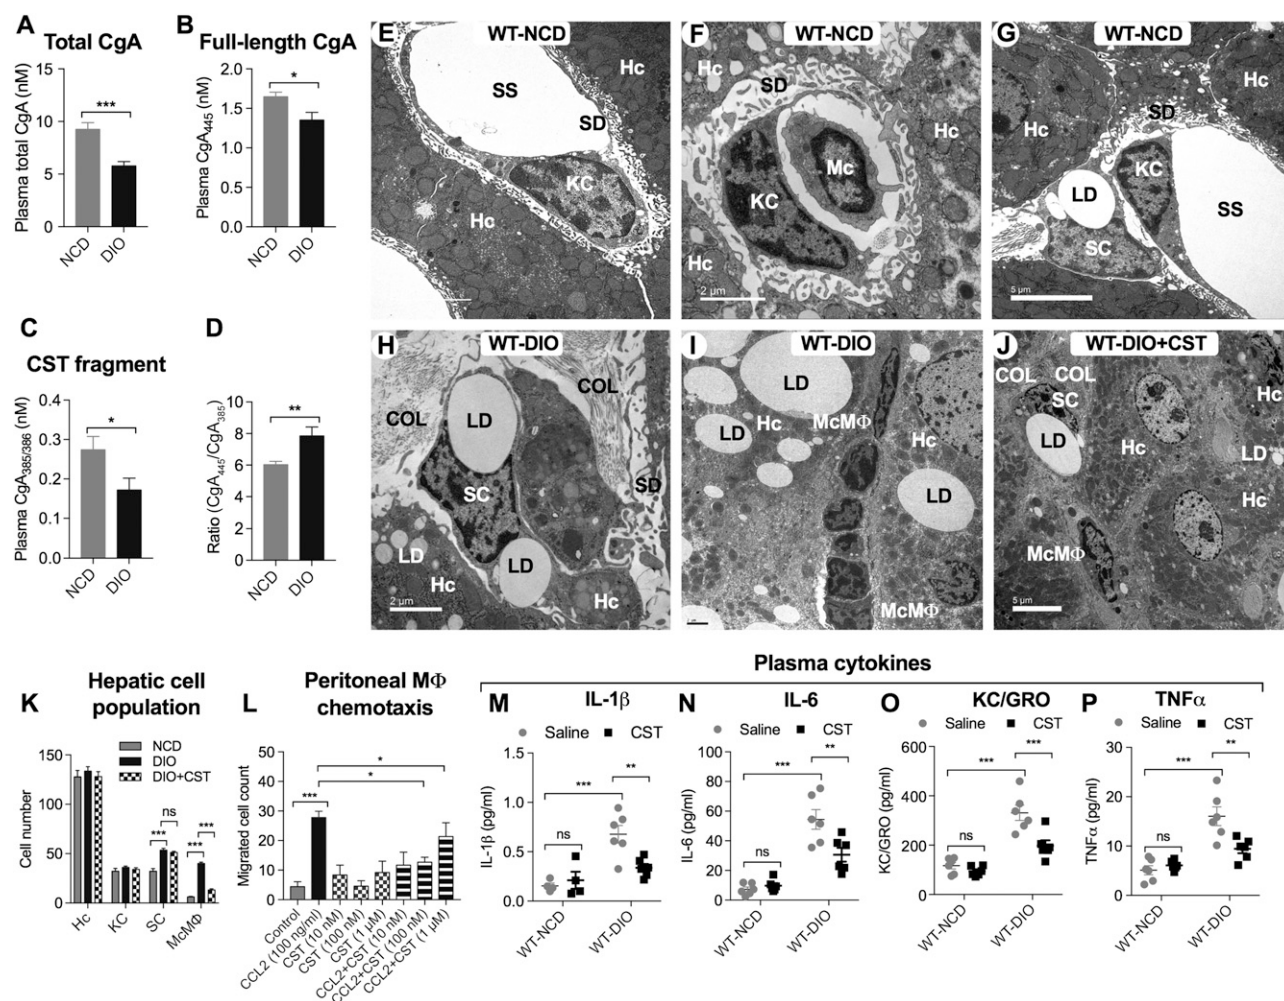 A
Total CgA
Plasma total CgA (nM)
15
12
9
6
3
0
***
NCD
DIO
B
Full-length CgA
Plasma CgA445 (nM)
2.0
1.5
1.0
0.5
0.0
*
NCD
DIO
C
CST fragment
Plasma CgA385/386 (nM)
0.4
0.3
0.2
0.1
0.0
*
NCD
DIO
D
Ratio (CgA445/CgA385)
10
8
6
4
2
0
**
NCD
DIO
E
WT-NCD
Hc
SS
SD
KC
Hc
F
WT-NCD
Hc
SD
Hc
Mc
KC
Hc
2 µm
G
WT-NCD
Hc
SD
Hc
KC
LD
SS
SC
5 µm
H
WT-DIO
COL
COL
LD
SC
SD
LD
LD
Hc
Hc
2 µm
I
WT-DIO
LD
McMΦ
Hc
Hc
LD
LD
McMΦ
J
WT-DIO+CST
COL
COL
SC
Hc
LD
Hc
LD
Hc
McMΦ
5 µm
K
Hepatic cell
population
NCD
DIO
DIO+CST
Cell number
200
150
100
50
0
ns
***
***
***
Hc
KC
SC
McMΦ
L
Peritoneal MΦ
chemotaxis
Migrated cell count
50
40
30
20
10
0
***
*
*
Control
CCL2 (100 ng/ml)
CST (10 nM)
CST (100 nM)
CST (1 µM)
CCL2+CST (10 nM)
CCL2+CST (100 nM)
CCL2+CST (1 µM)
Plasma cytokines
M
IL-1β
Saline
CST
IL-1β (pg/ml)
1.5
1.0
0.5
0.0
***
**
ns
WT-NCD
WT-DIO
N
IL-6
Saline
CST
IL-6 (pg/ml)
100
80
60
40
20
0
***
**
ns
WT-NCD
WT-DIO
O
KC/GRO
Saline
CST
KC/GRO (pg/ml)
600
400
200
0
***
***
ns
WT-NCD
WT-DIO
P
TNFα
Saline
CST
TNFα (pg/ml)
30
20
10
0
***
**
ns
WT-NCD
WT-DIO